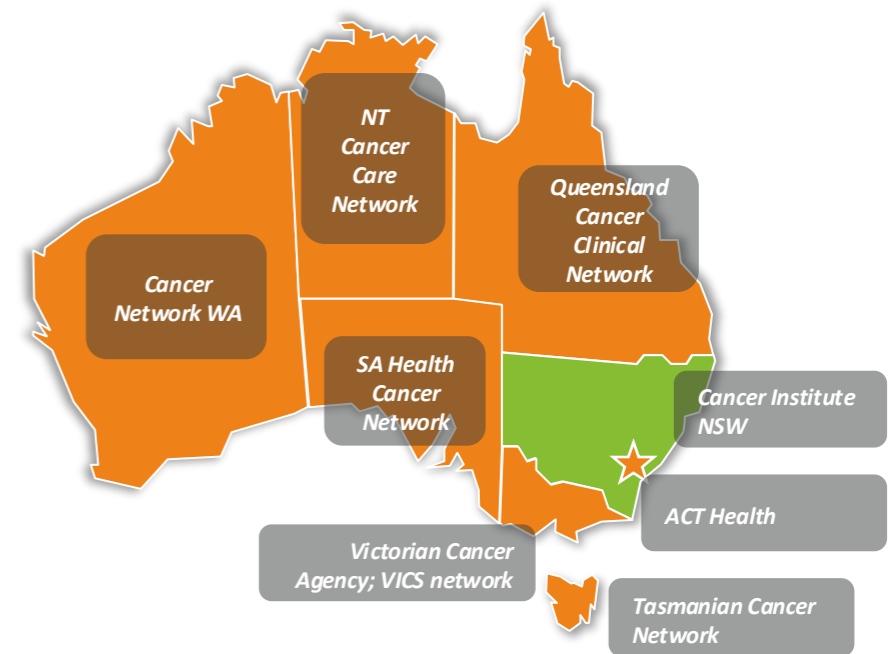 NT
Cancer
Care
Network
Queensland
Cancer
Clinical
Network
Cancer
Network WA
SA Health
Cancer
Network
Cancer Institute
NSW
ACT Health
Victorian Cancer
Agency; VICS network
Tasmanian Cancer
Network